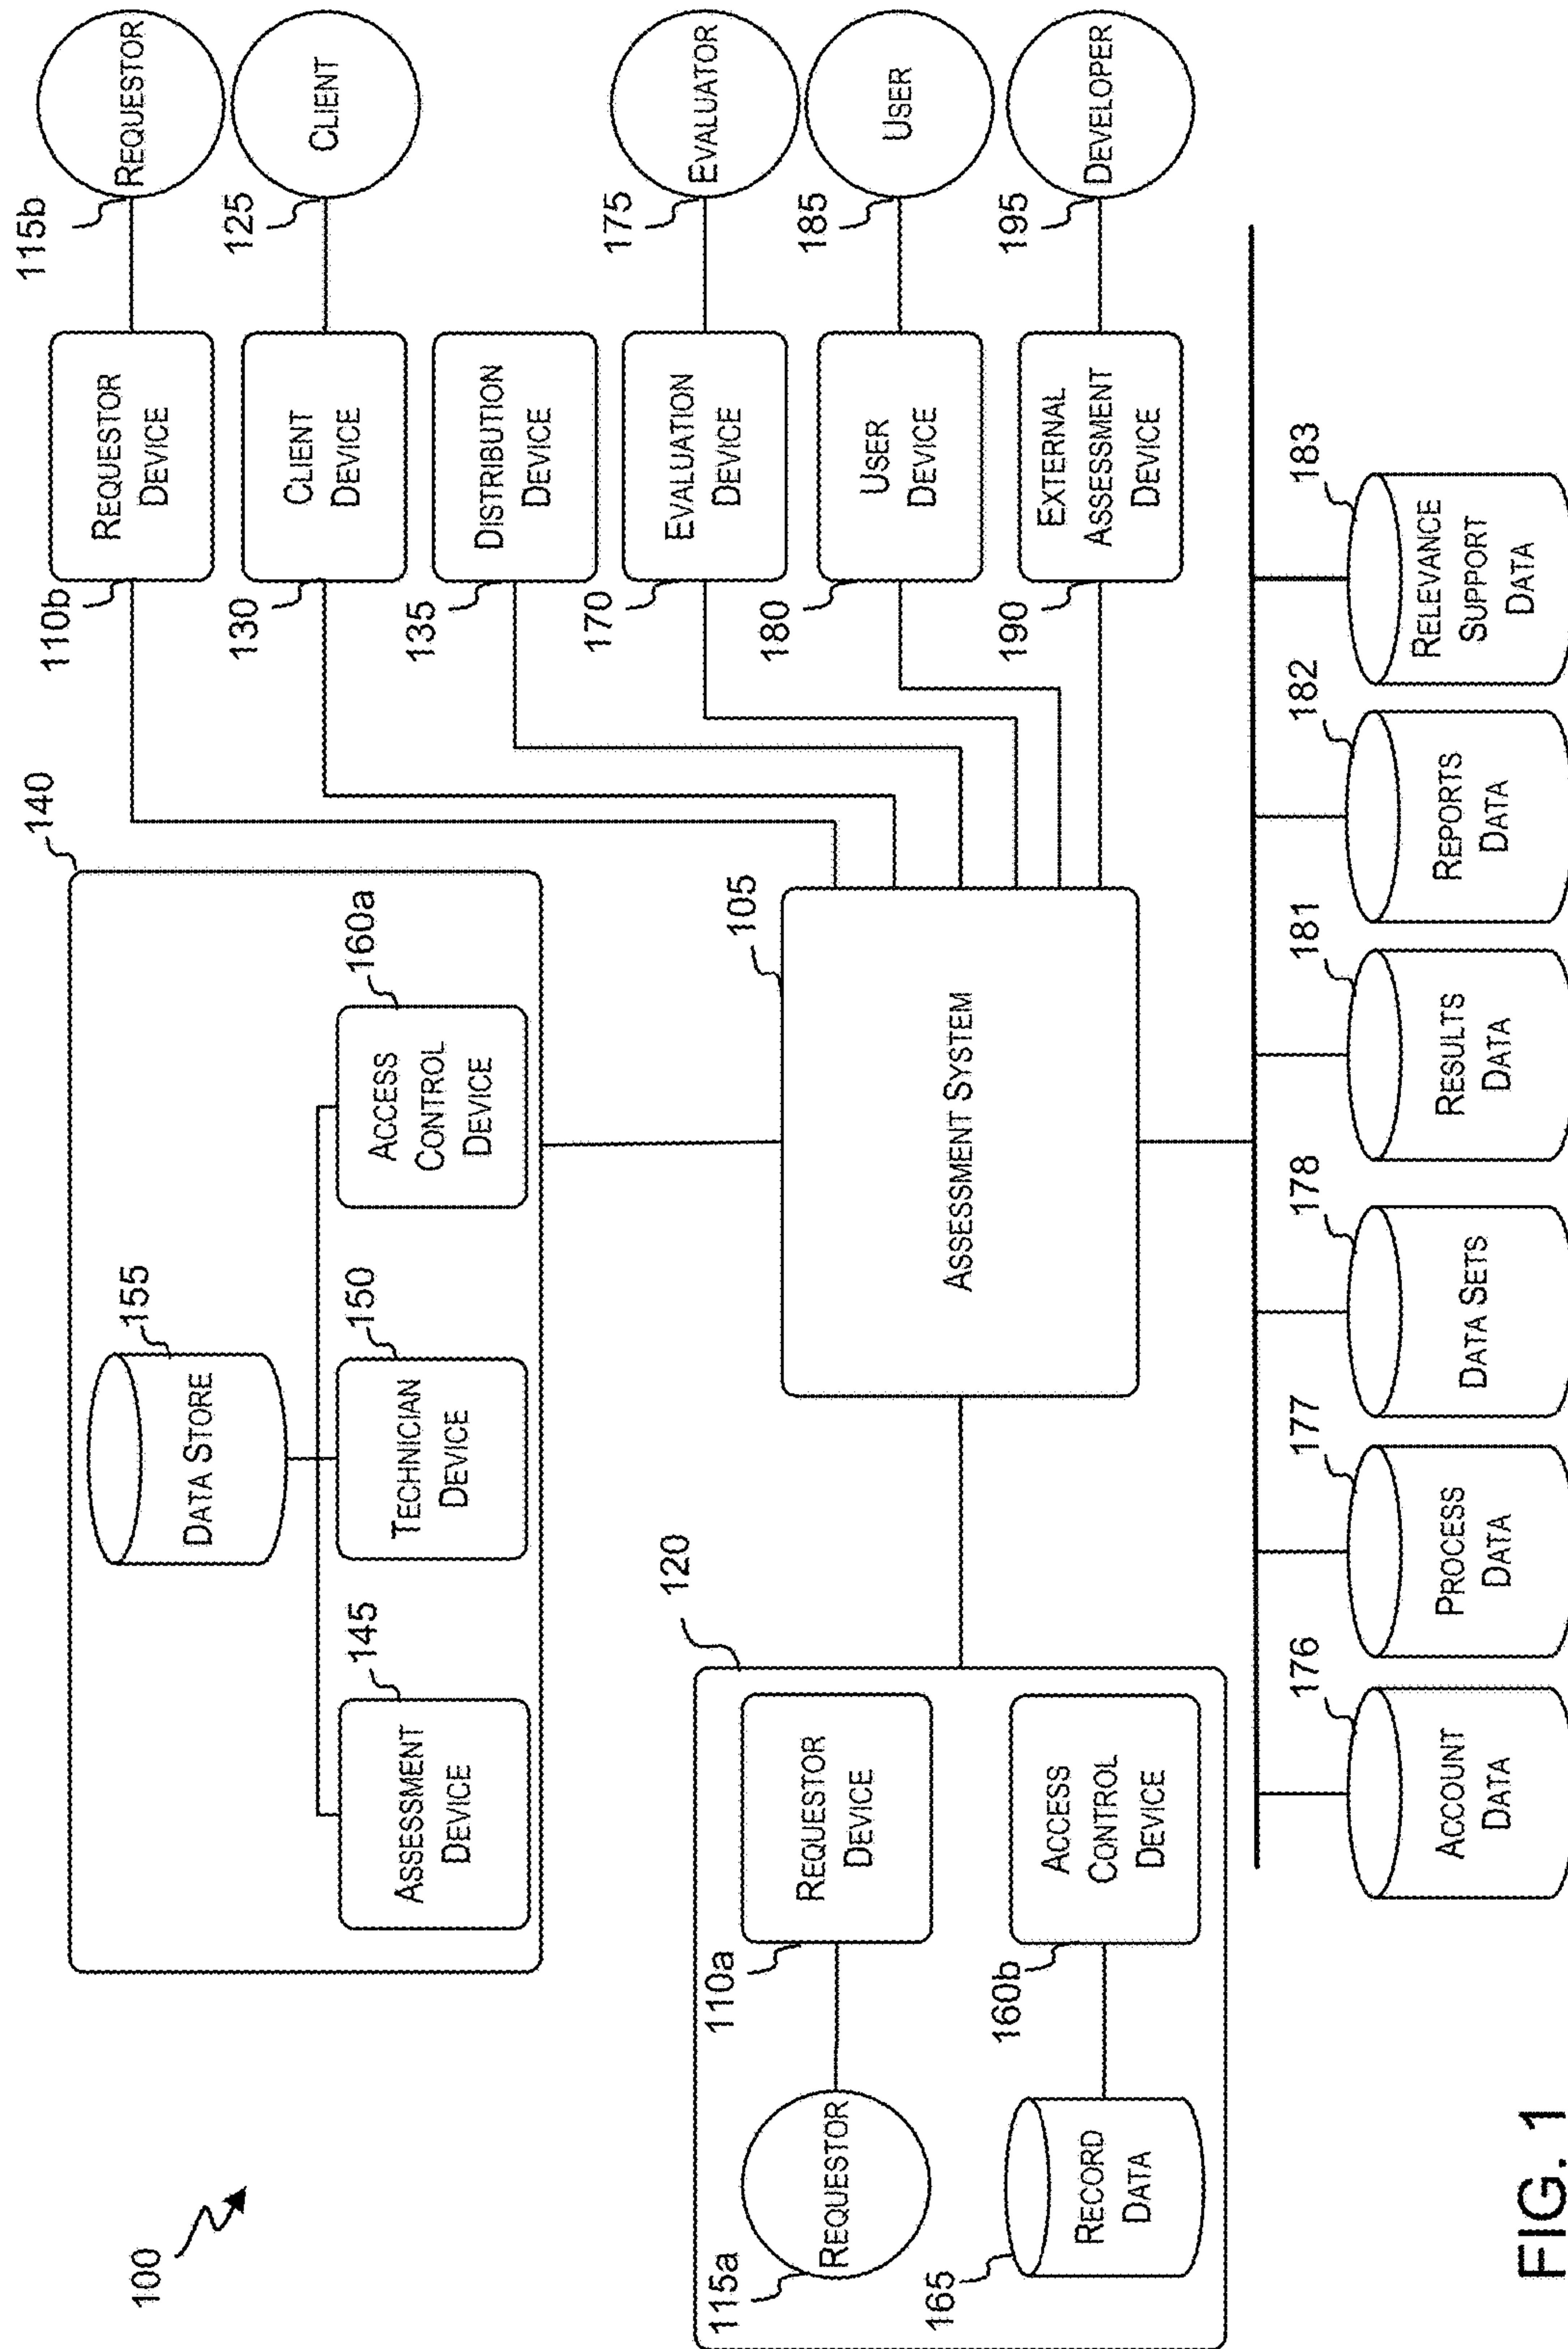 100
140
155
DATA STORE
145
ASSESSMENT
DEVICE
150
TECHNICIAN
DEVICE
160a
ACCESS
CONTROL
DEVICE
110b
REQUESTOR
DEVICE
115b
REQUESTOR
130
CLIENT
DEVICE
125
CLIENT
135
DISTRIBUTION
DEVICE
170
EVALUATION
DEVICE
175
EVALUATOR
180
USER
DEVICE
185
USER
190
EXTERNAL
ASSESSMENT
DEVICE
195
DEVELOPER
105
ASSESSMENT SYSTEM
120
115a
REQUESTOR
110a
REQUESTOR
DEVICE
165
RECORD
DATA
160b
ACCESS
CONTROL
DEVICE
176
ACCOUNT
DATA
177
PROCESS
DATA
178
DATA SETS
181
RESULTS
DATA
182
REPORTS
DATA
183
RELEVANCE
SUPPORT
DATA
FIG. 1